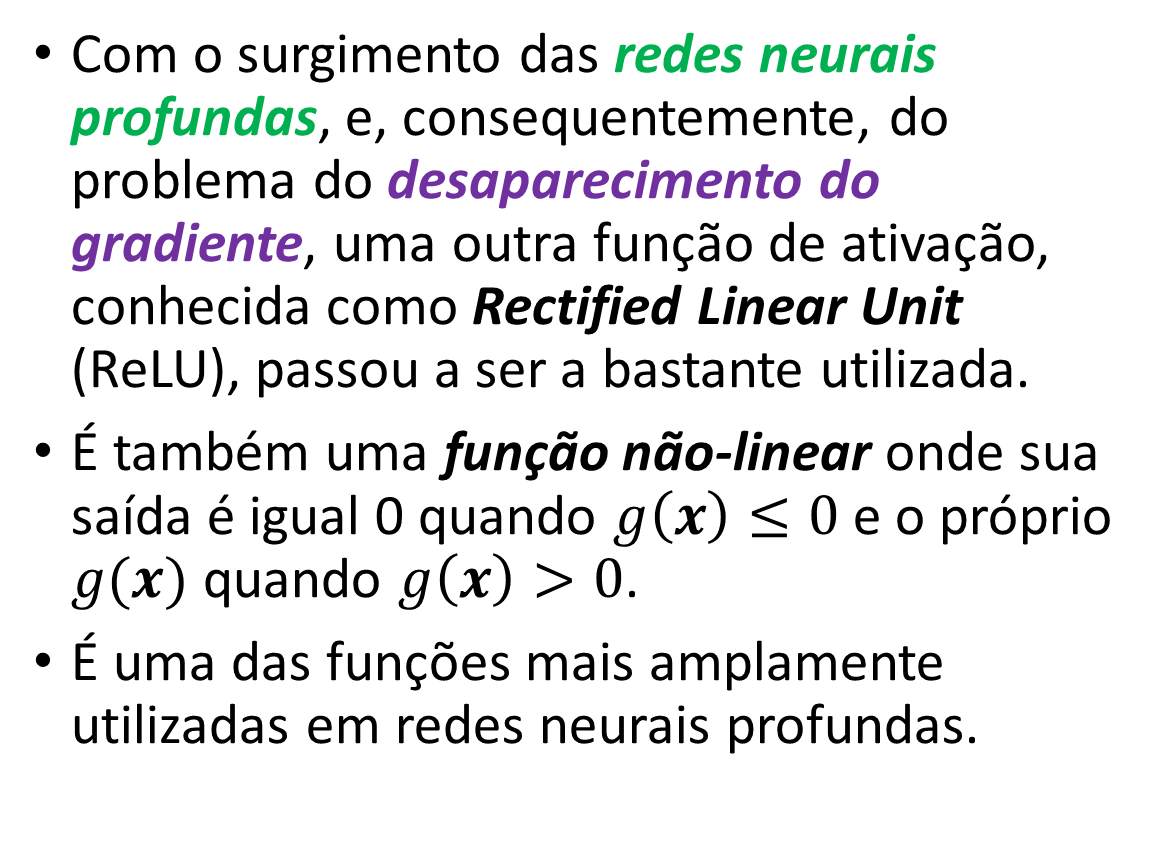 • Com o surgimento das redes neurais
profundas, e, consequentemente, do
problema do desaparecimento do
gradiente, uma outra função de ativação,
conhecida como Rectified Linear Unit
(ReLU), passou a ser a bastante utilizada.
• É também uma função não-linear onde sua
saída é igual 0 quando g(x) ≤ 0 e o próprio
g(x) quando g(x) > 0.
• É uma das funções mais amplamente
utilizadas em redes neurais profundas.